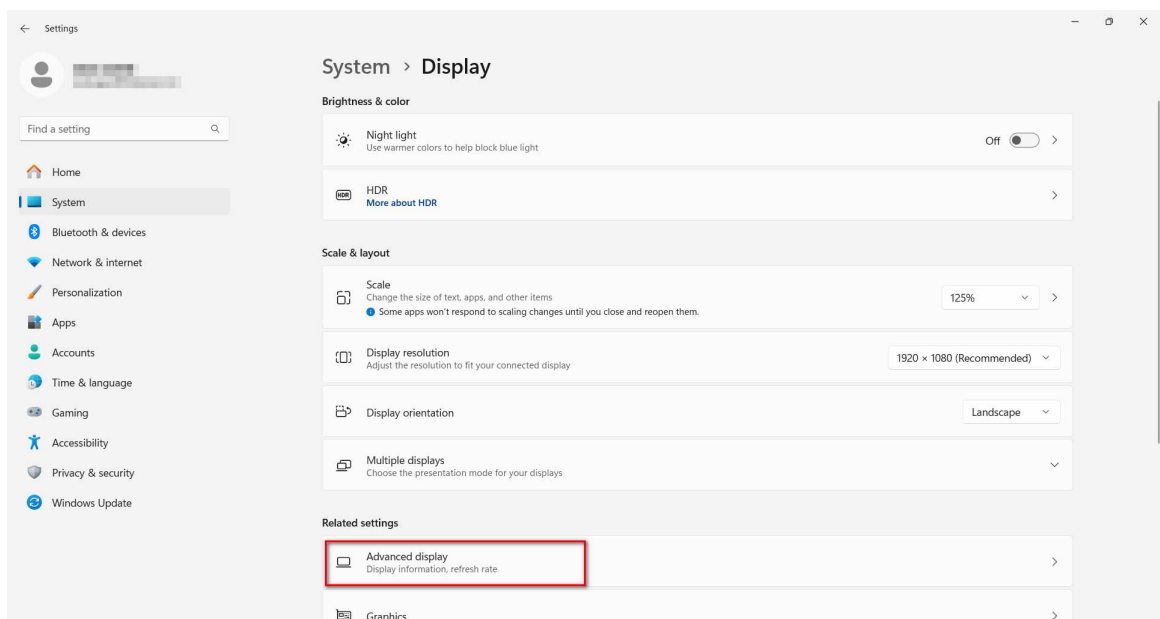 Settings
System > Display
Brightness & color
Find a setting
Night light
Use warmer colors to help block blue light
Off
Home
HDR
HDR
More about HDR
System
Bluetooth & devices
Network & internet
Personalization
Apps
Accounts
Time & language
Gaming
Accessibility
Privacy & security
Windows Update
Scale & layout
Scale
Change the size of text, apps, and other items
Some apps won't respond to scaling changes until you close and reopen them.
125%
Display resolution
Adjust the resolution to fit your connected display
1920 × 1080 (Recommended)
Display orientation
Landscape
Multiple displays
Choose the presentation mode for your displays
Related settings
Advanced display
Display information, refresh rate
Graphics